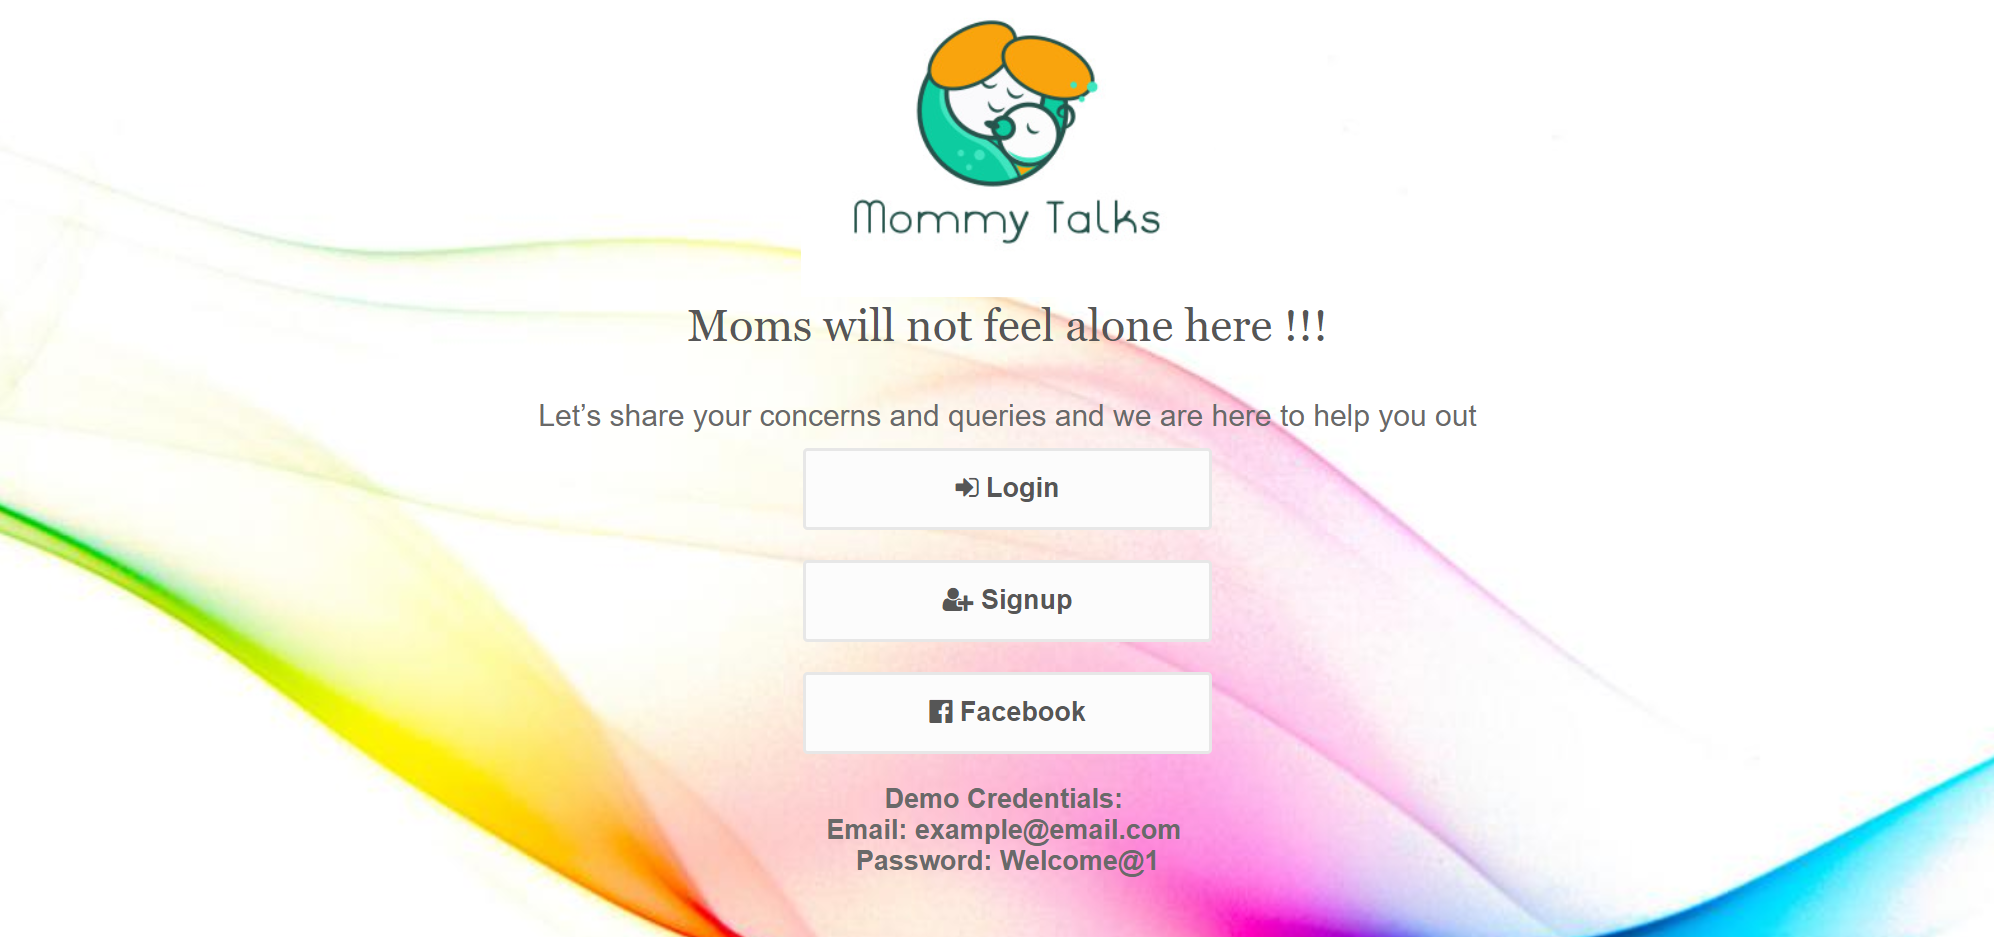 Mommy Talks
Moms will not feel alone here !!!
Let’s share your concerns and queries and we are here to help you out
Login
Signup
Facebook
Demo Credentials:
Email: example@email.com
Password: Welcome@1